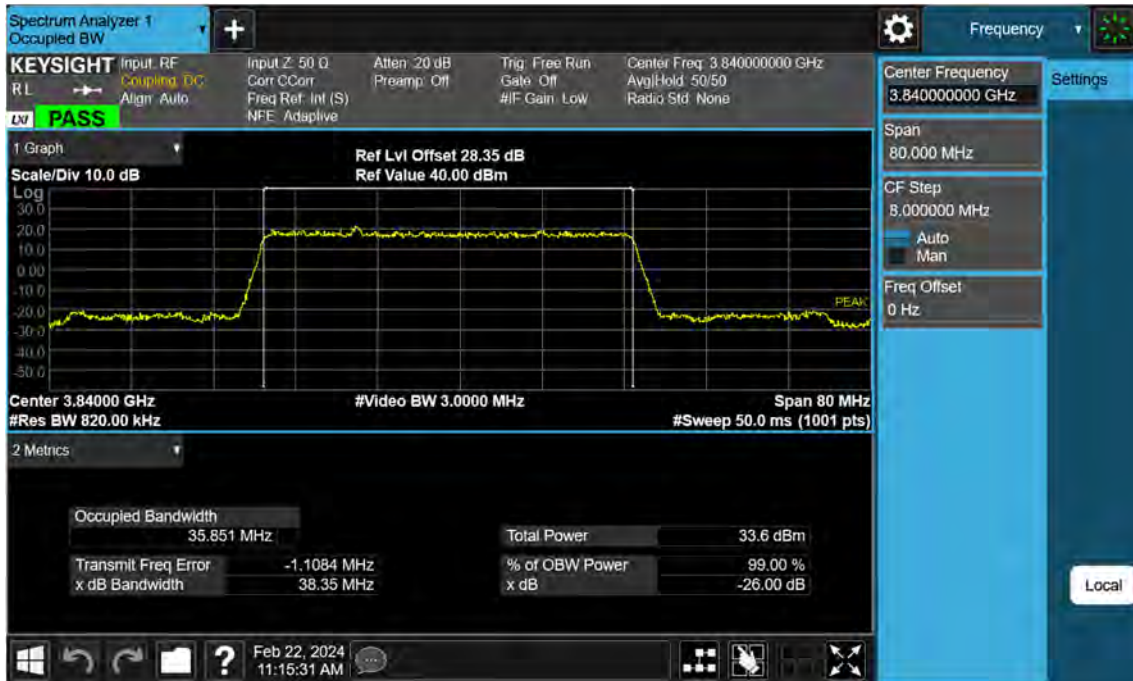 Spectrum Analyzer 1
Occupied BW
Frequency
KEYSIGHT
RL
LXI PASS
Input: RF
Coupling: DC
Align: Auto
Input Z: 50 Ω
Corr CCorr
Freq Ref: Int (S)
NFE: Adaptive
Atten: 20 dB
Preamp: Off
Trig: Free Run
Gate: Off
#IF Gain: Low
Center Freq: 3.840000000 GHz
Avg|Hold: 50/50
Radio Std: None
1 Graph
Scale/Div 10.0 dB
Ref Lvl Offset 28.35 dB
Ref Value 40.00 dBm
Log
30.0
20.0
10.0
0.00
-10.0
-20.0
-30.0
-40.0
-50.0
PEAK
Center 3.84000 GHz
#Video BW 3.0000 MHz
Span 80 MHz
#Res BW 820.00 kHz
#Sweep 50.0 ms (1001 pts)
2 Metrics
Occupied Bandwidth
35.851 MHz
Total Power 33.6 dBm
Transmit Freq Error -1.1084 MHz
% of OBW Power 99.00 %
x dB Bandwidth 38.35 MHz
x dB -26.00 dB
Center Frequency
3.840000000 GHz
Settings
Span
80.000 MHz
CF Step
8.000000 MHz
Auto
Man
Freq Offset
0 Hz
Local
?
Feb 22, 2024
11:15:31 AM